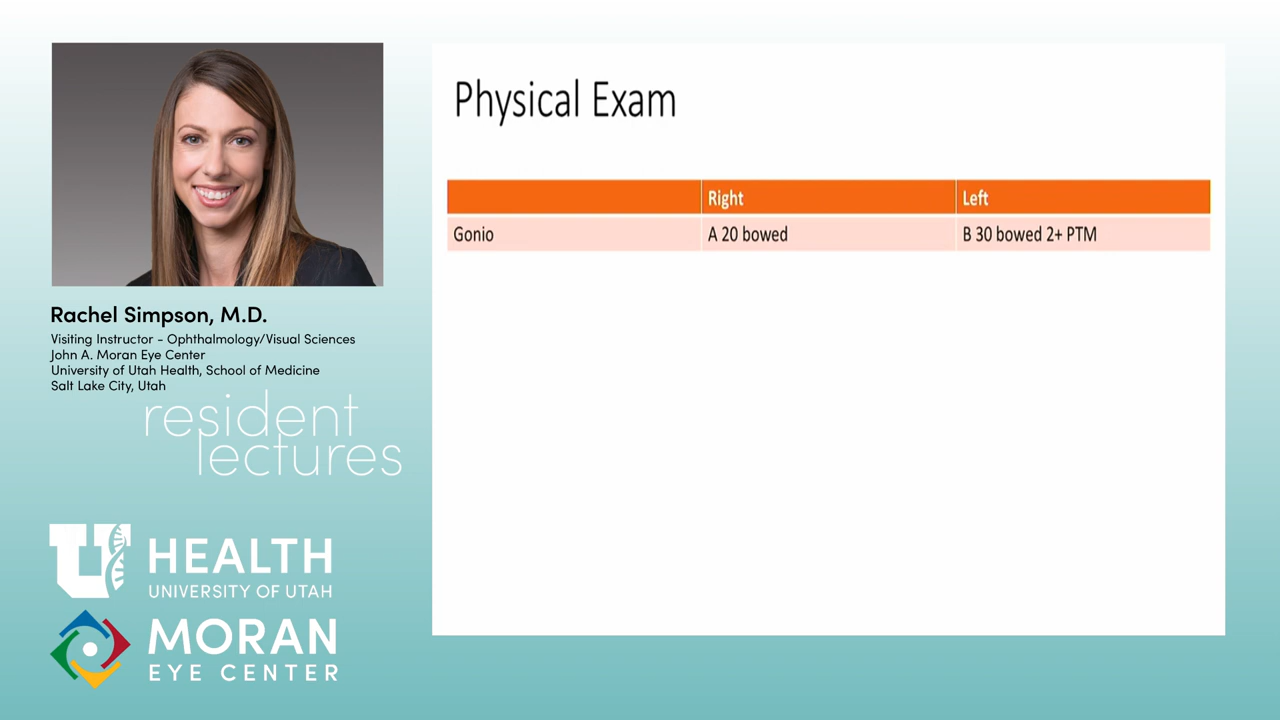 Rachel Simpson, M.D.
Visiting Instructor - Ophthalmology/Visual Sciences
John A. Moran Eye Center
University of Utah Health, School of Medicine
Salt Lake City, Utah
resident
lectures
U HEALTH
UNIVERSITY OF UTAH
MORAN
EYE CENTER
Physical Exam
Right Left
Gonio A 20 bowed B 30 bowed 2+ PTM